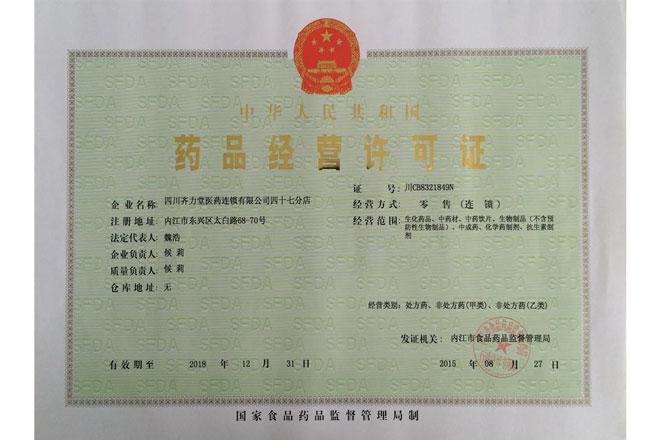 中华人民共和国
药品经营许可证
证 号: 川CB8321849N
企业名称: 四川齐力堂医药连锁有限公司四十七分店
经营方式: 零 售(连 锁)
注册地址: 内江市东兴区太白路68-70号
经营范围: 生化药品、中药材、中药饮片、生物制品(不含预
防性生物制品)、中成药、化学药制剂、抗生素制
剂
法定代表人: 魏浩
企业负责人: 候 莉
质量负责人: 候 莉
仓库地址: 无
经营类别: 处方药、非处方药(甲类)、非处方药(乙类)
发证机关: 内江市食品药品监督管理局
有效期至 2018 年 12 月 31 日
2015 年 08 月 27 日
国家食品药品监督管理局制